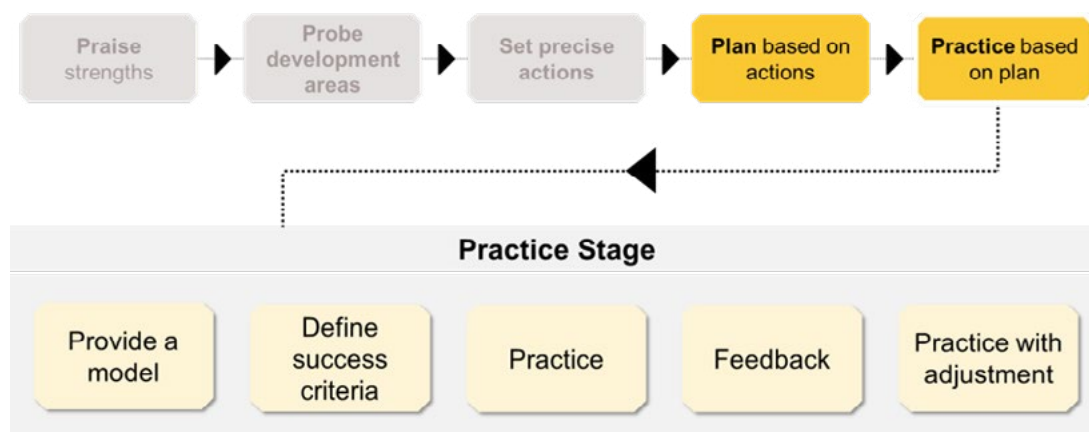 Praise
strengths
Probe
development
areas
Set precise
actions
Plan based on
actions
Practice based
on plan
Practice Stage
Provide a
model
Define
success
criteria
Practice
Feedback
Practice with
adjustment